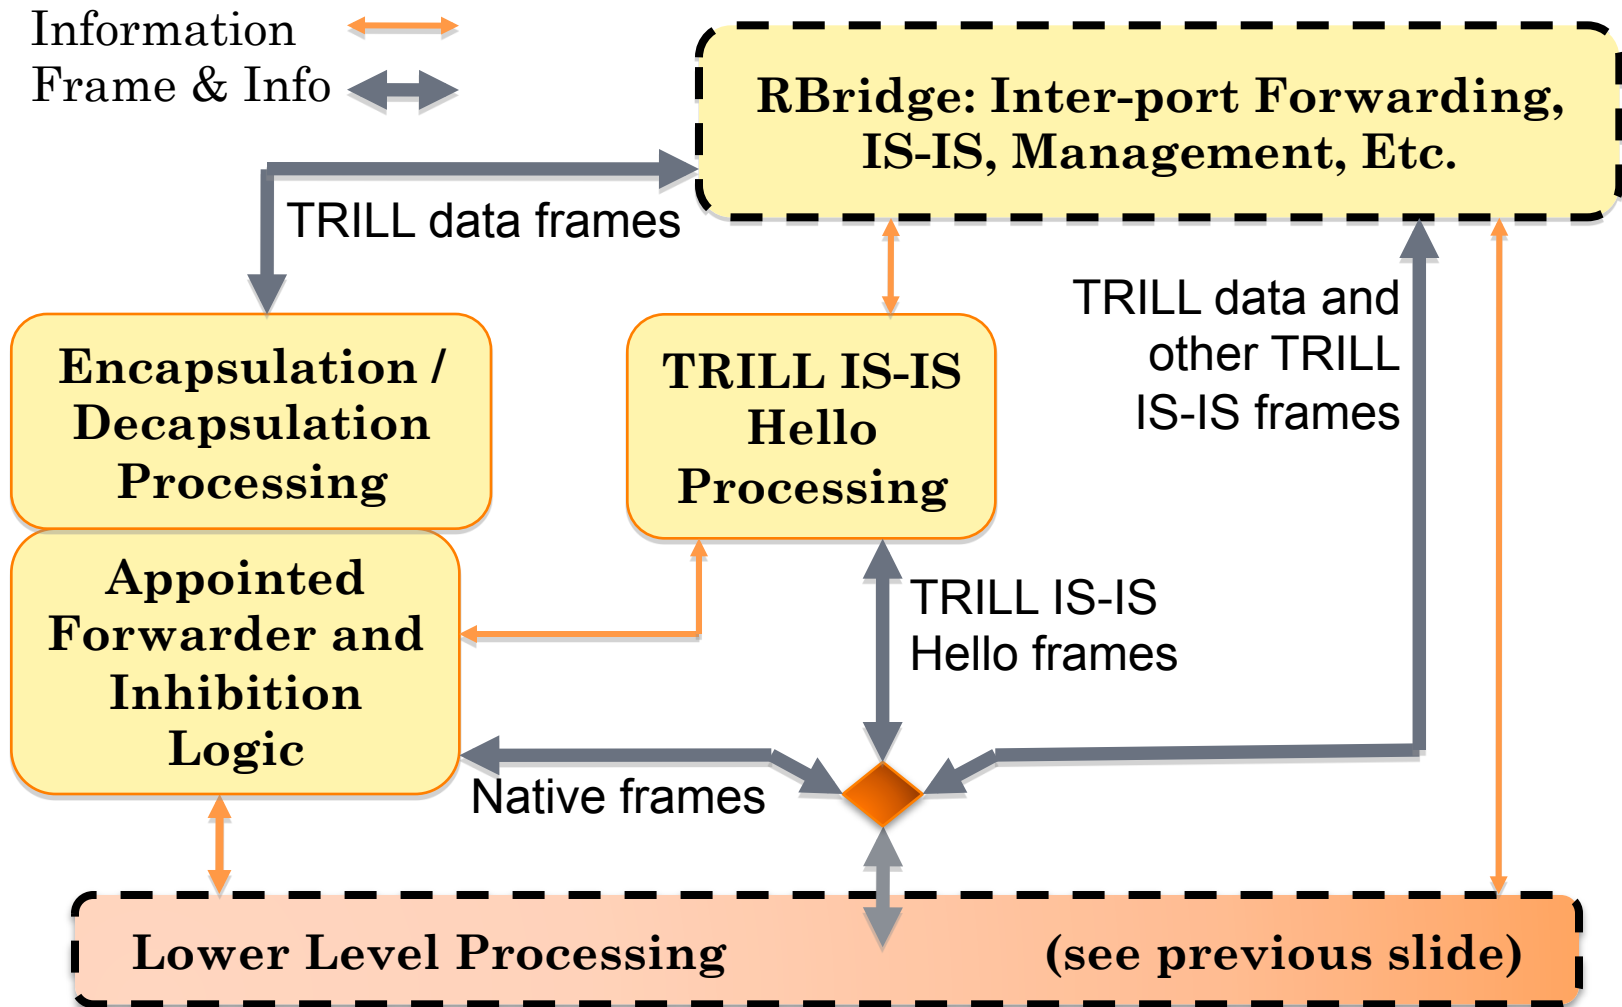 Information
Frame & Info
RBridge: Inter-port Forwarding,
IS-IS, Management, Etc.
TRILL data frames
TRILL data and
other TRILL
IS-IS frames
Encapsulation /
Decapsulation
Processing
TRILL IS-IS
Hello
Processing
Appointed
Forwarder and
Inhibition
Logic
TRILL IS-IS
Hello frames
Native frames
Lower Level Processing (see previous slide)